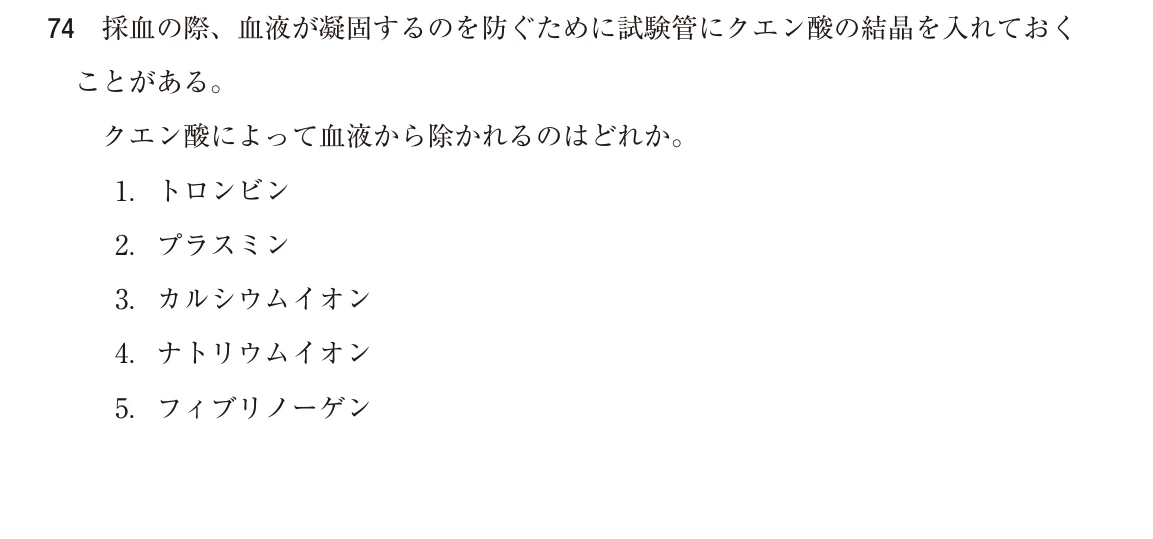 74 採血の際、血液が凝固するのを防ぐために試験管にクエン酸の結晶を入れておく
ことがある。
クエン酸によって血液から除かれるのはどれか。
1. トロンビン
2. プラスミン
3. カルシウムイオン
4. ナトリウムイオン
5. フィブリノーゲン